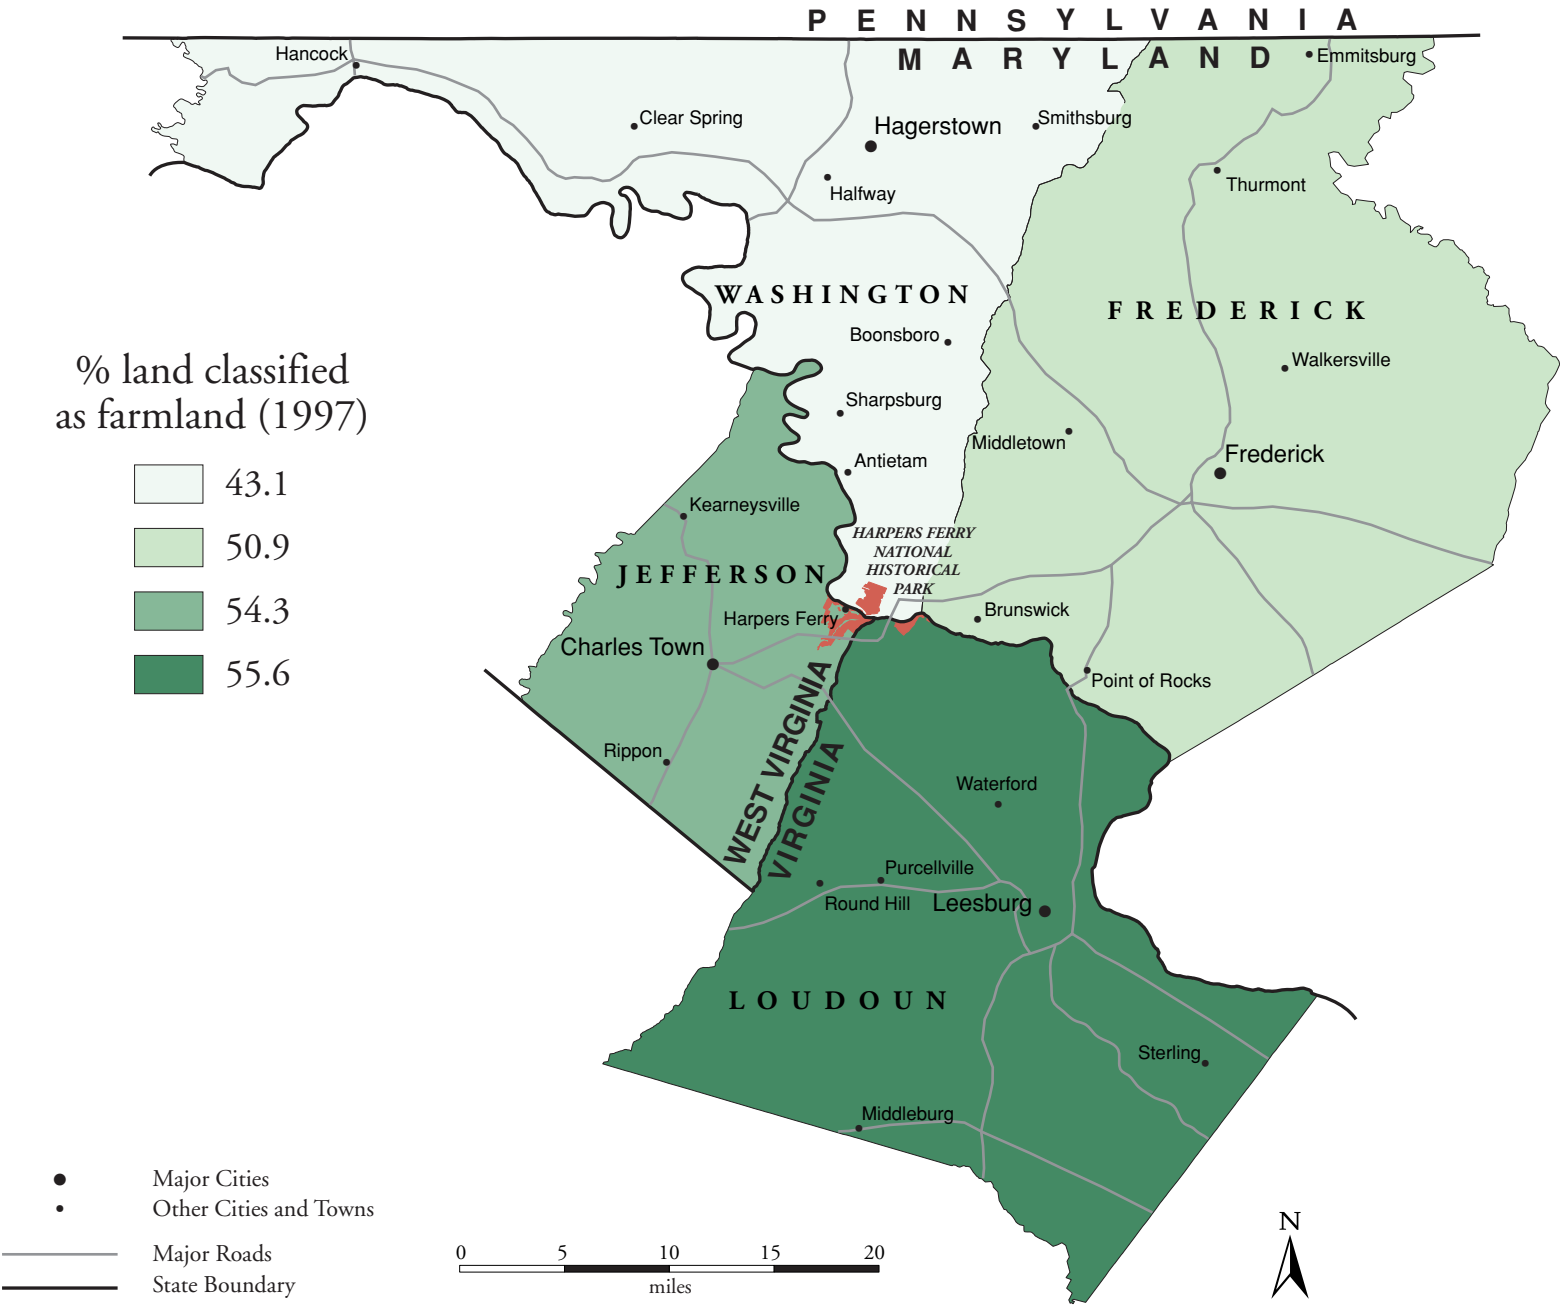 PENNSYLVANIA
MARYLAND
Hancock
Emmitsburg
Clear Spring
Hagerstown
Smithsburg
Halfway
Thurmont
WASHINGTON
FREDERICK
Boonsboro
Walkersville
% land classified
as farmland (1997)
43.1
50.9
54.3
55.6
Sharpsburg
Middletown
Frederick
Antietam
Kearneysville
HARPERS FERRY
NATIONAL
HISTORICAL
PARK
JEFFERSON
Harpers Ferry
Brunswick
Charles Town
Point of Rocks
WEST VIRGINIA
VIRGINIA
Rippon
Waterford
Purcellville
Round Hill
Leesburg
LOUDOUN
Sterling
Middleburg
Major Cities
Other Cities and Towns
Major Roads
State Boundary
0 5 10 15 20
miles
N